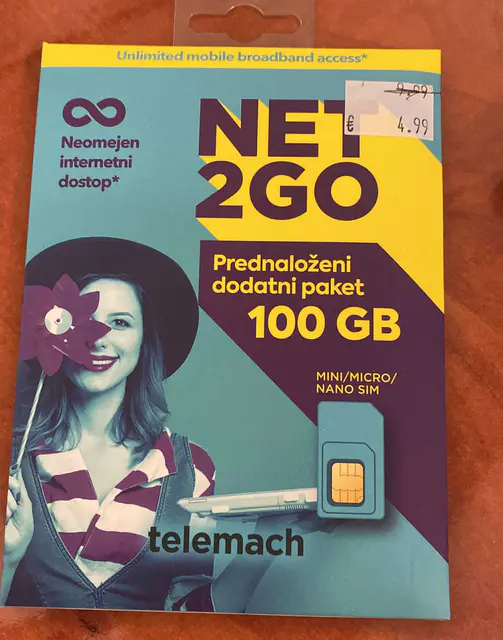 Unlimited mobile broadband access*
Neomejen
internetni
dostop*
NET
2GO
9.99
€ 4.99
Prednaloženi
dodatni paket
100 GB
MINI/MICRO/
NANO SIM
telemach